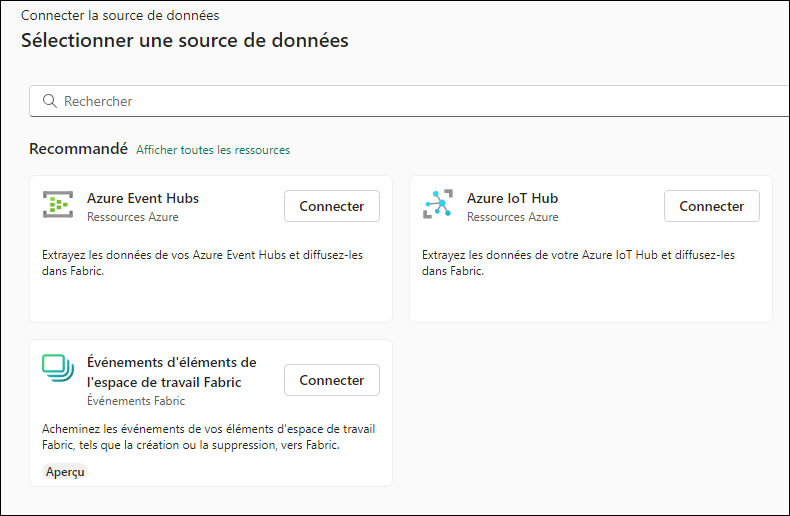 Connecter la source de données
Sélectionner une source de données
Rechercher
Recommandé Afficher toutes les ressources
Azure Event Hubs
Ressources Azure
Connecter
Extrayez les données de vos Azure Event Hubs et diffusez-les
dans Fabric.
Azure IoT Hub
Ressources Azure
Connecter
Extrayez les données de votre Azure IoT Hub et diffusez-les
dans Fabric.
Événements d'éléments de
l'espace de travail Fabric
Événements Fabric
Connecter
Acheminez les événements de vos éléments d'espace de travail
Fabric, tels que la création ou la suppression, vers Fabric.
Aperçu